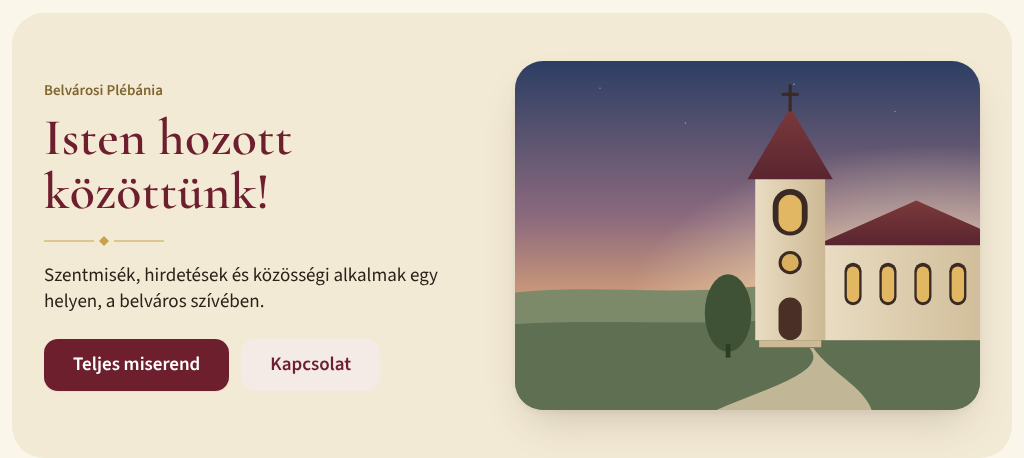 Belvárosi Plébánia
Isten hozott
közöttünk!
Szentmisék, hirdetések és közösségi alkalmak egy
helyen, a belváros szívében.
Teljes miserend
Kapcsolat